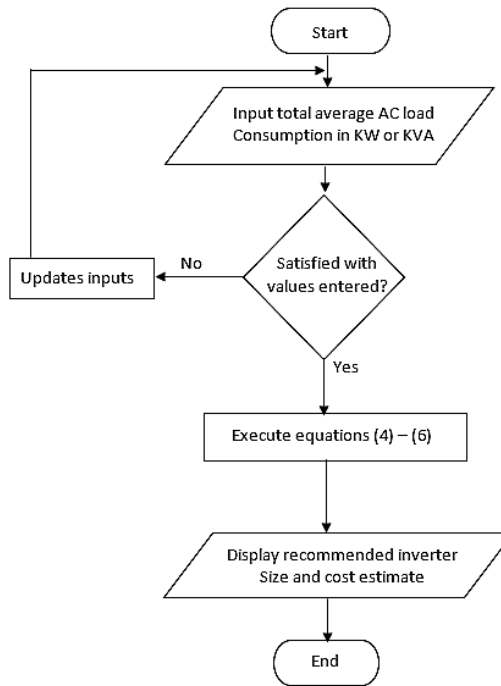 Start
Input total average AC load
Consumption in KW or KVA
Satisfied with
values entered?
No
Updates inputs
Yes
Execute equations (4) – (6)
Display recommended inverter
Size and cost estimate
End